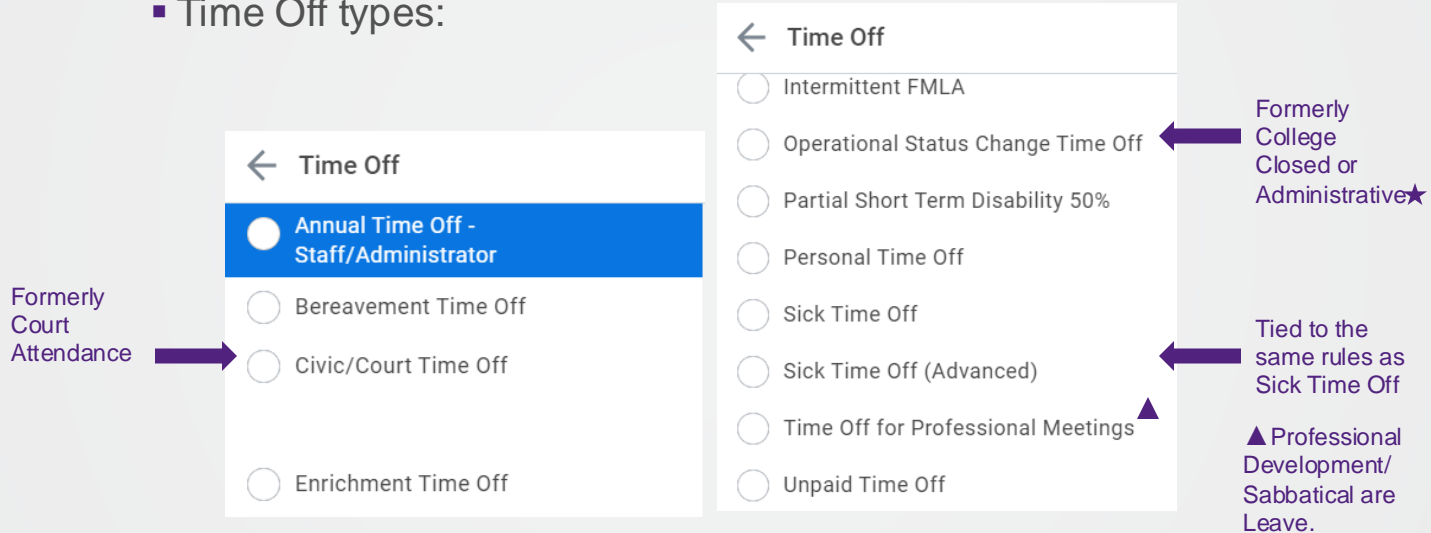 ▪ Time Off types:
Formerly
Court
Attendance
← Time Off
Annual Time Off -
Staff/Administrator
Bereavement Time Off
Civic/Court Time Off
Enrichment Time Off
← Time Off
Intermittent FMLA
Operational Status Change Time Off
Partial Short Term Disability 50%
Personal Time Off
Sick Time Off
Sick Time Off (Advanced)
Time Off for Professional Meetings▲
Unpaid Time Off
Formerly
College
Closed or
Administrative★
Tied to the
same rules as
Sick Time Off
▲Professional
Development/
Sabbatical are
Leave.